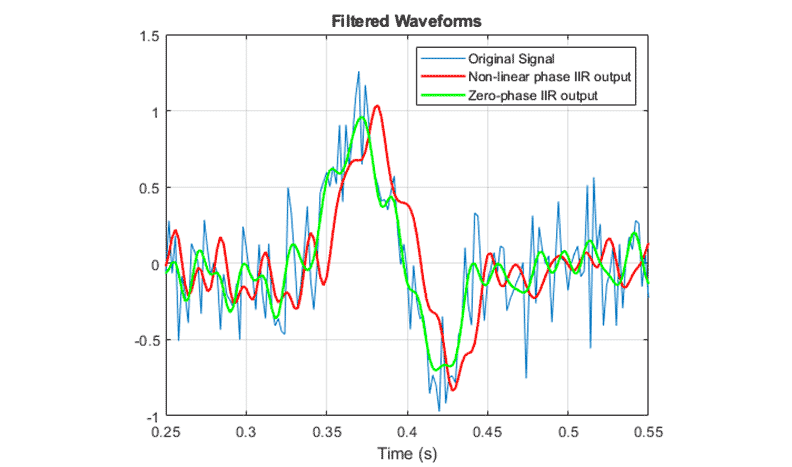 Filtered Waveforms
Original Signal
Non-linear phase IIR output
Zero-phase IIR output
1.5
1
0.5
0
-0.5
-1
0.25 0.3 0.35 0.4 0.45 0.5 0.55
Time (s)